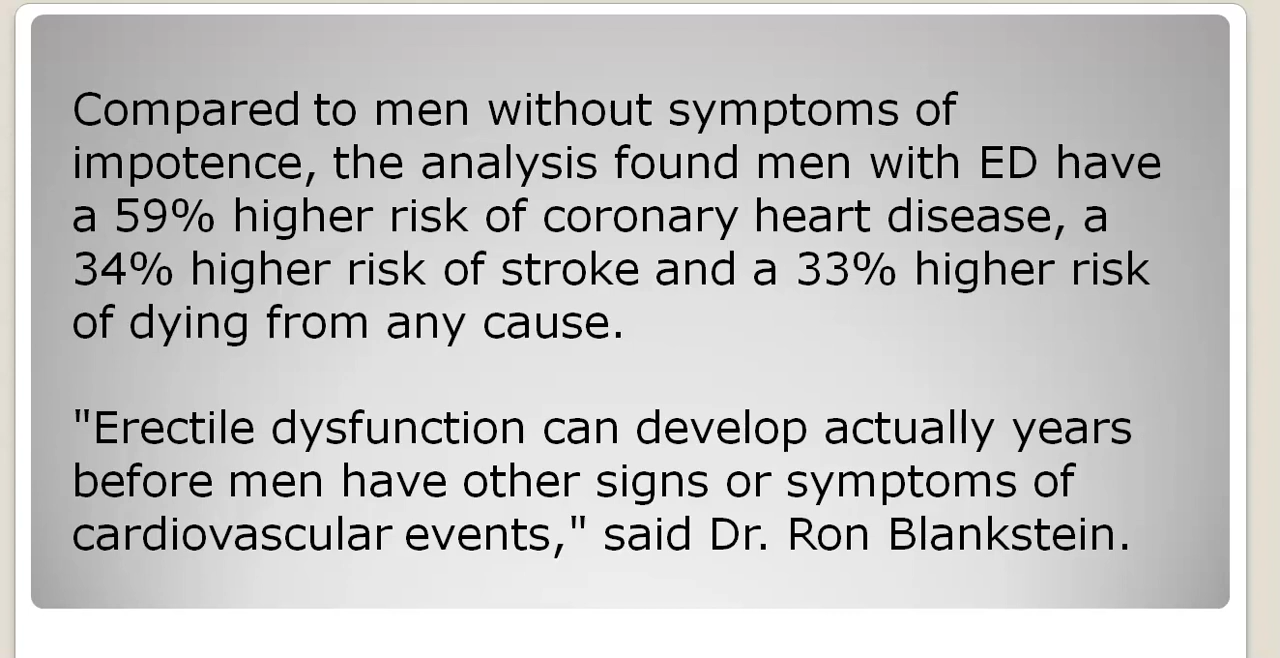 Compared to men without symptoms of
impotence, the analysis found men with ED have
a 59% higher risk of coronary heart disease, a
34% higher risk of stroke and a 33% higher risk
of dying from any cause.
"Erectile dysfunction can develop actually years
before men have other signs or symptoms of
cardiovascular events," said Dr. Ron Blankstein.